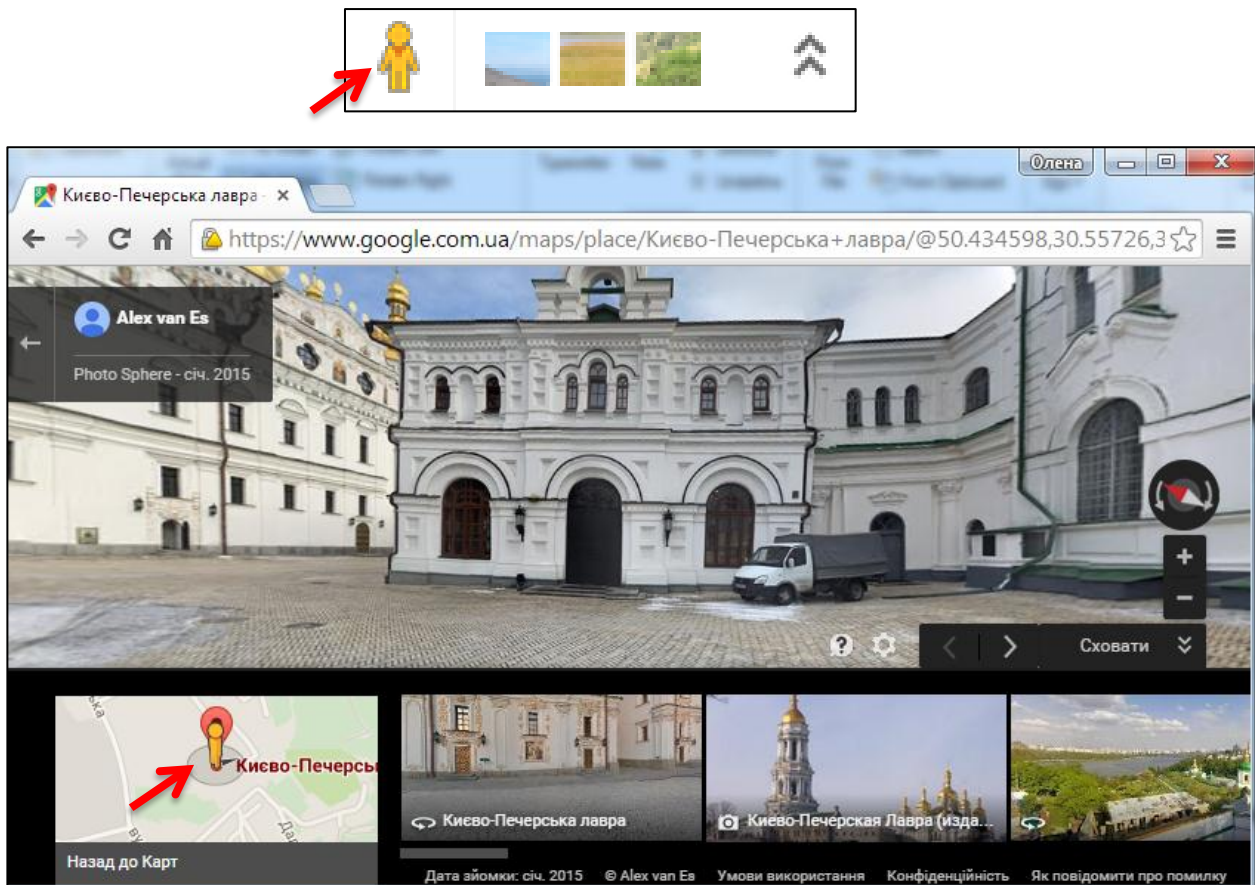 Олена
Києво-Печерська лавра -
https://www.google.com.ua/maps/place/Києво-Печерська+лавра/@50.434598,30.55726,3
Alex van Es
Photo Sphere - січ. 2015
Сховати
Києво-Печерсы
Назад до Карт
Києво-Печерська лавра
Киево-Печерская Лавра (изда...
Дата зйомки: січ. 2015 © Alex van Es Умови використання Конфіденційність Як повідомити про помилку